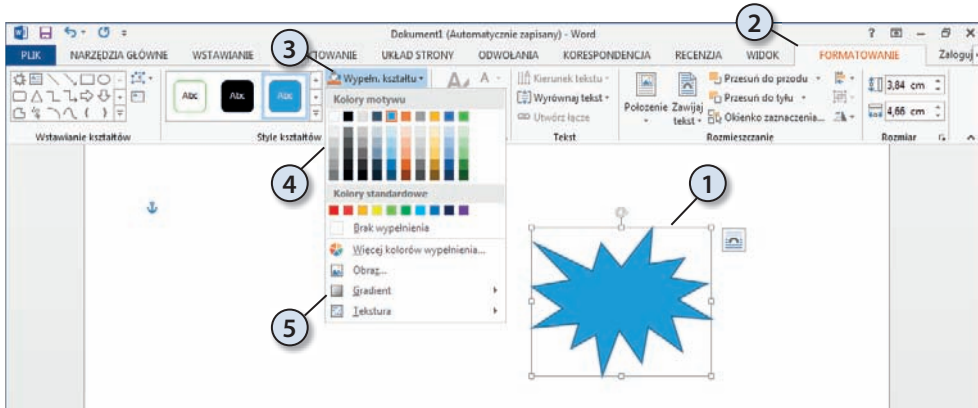 2
Dokument1 (Automatycznie zapisany) - Word
?
3
PLIK NARZĘDZIA GŁÓWNE WSTAWIANIE UKŁAD STRONY ODWOŁANIA KORESPONDENCJA RECENZJA WIDOK FORMATOWANIE Zaloguj
Abc Abc Abc
Wypełn. kształtu
A A
Kierunek tekstu
Wyrównaj tekst
Utwórz łącze
Położenie Zawijaj tekst
Przesuń do przodu
Przesuń do tyłu
Okienko zaznaczenia...
3,84 cm
4,66 cm
Wstawianie kształtów Style kształtów Tekst Rozmieszczanie Rozmiar
Kolory motywu
4
Kolory standardowe
Brak wypełnienia
Więcej kolorów wypełnienia...
Obraz...
Gradient
5
Tekstura
1